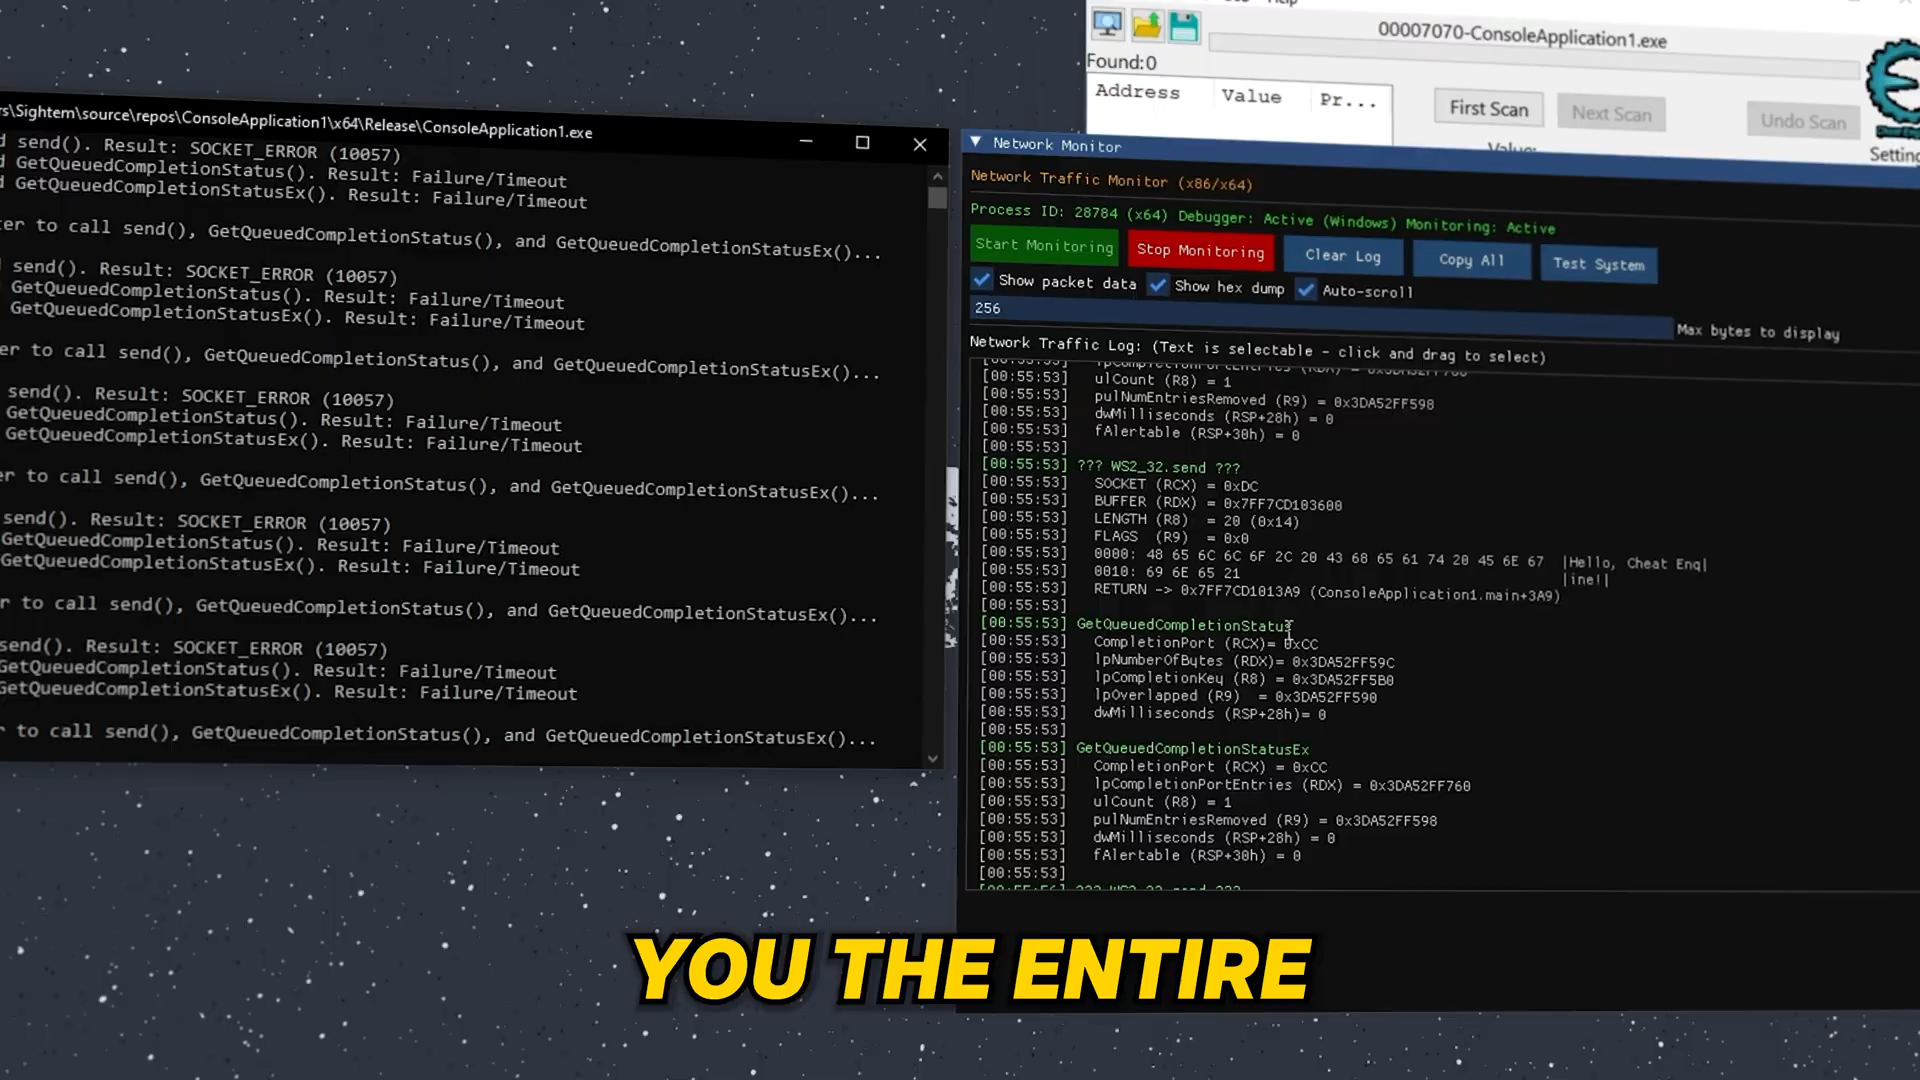 Help
00007070-ConsoleApplication1.exe
Found:0
Address Value Pr...
First Scan
Next Scan
Undo Scan
Value:
Setting
rs\Sightem\source\repos\ConsoleApplication1\x64\Release\ConsoleApplication1.exe
d send(). Result: SOCKET_ERROR (10057)
d GetQueuedCompletionStatus(). Result: Failure/Timeout
d GetQueuedCompletionStatusEx(). Result: Failure/Timeout
ter to call send(), GetQueuedCompletionStatus(), and GetQueuedCompletionStatusEx()...
d send(). Result: SOCKET_ERROR (10057)
GetQueuedCompletionStatus(). Result: Failure/Timeout
GetQueuedCompletionStatusEx(). Result: Failure/Timeout
er to call send(), GetQueuedCompletionStatus(), and GetQueuedCompletionStatusEx()...
send(). Result: SOCKET_ERROR (10057)
GetQueuedCompletionStatus(). Result: Failure/Timeout
GetQueuedCompletionStatusEx(). Result: Failure/Timeout
er to call send(), GetQueuedCompletionStatus(), and GetQueuedCompletionStatusEx()...
send(). Result: SOCKET_ERROR (10057)
GetQueuedCompletionStatus(). Result: Failure/Timeout
GetQueuedCompletionStatusEx(). Result: Failure/Timeout
r to call send(), GetQueuedCompletionStatus(), and GetQueuedCompletionStatusEx()...
send(). Result: SOCKET_ERROR (10057)
GetQueuedCompletionStatus(). Result: Failure/Timeout
GetQueuedCompletionStatusEx(). Result: Failure/Timeout
r to call send(), GetQueuedCompletionStatus(), and GetQueuedCompletionStatusEx()...
Network Monitor
Network Traffic Monitor (x86/x64)
Process ID: 28784 (x64) Debugger: Active (Windows) Monitoring: Active
Start Monitoring Stop Monitoring Clear Log Copy All Test System
Show packet data Show hex dump Auto-scroll
256 Max bytes to display
Network Traffic Log: (Text is selectable - click and drag to select)
[00:55:53] lpCompletionPortEntries (RDX) = 0x3DA52FF760
[00:55:53] ulCount (R8) = 1
[00:55:53] pulNumEntriesRemoved (R9) = 0x3DA52FF598
[00:55:53] dwMilliseconds (RSP+28h) = 0
[00:55:53] fAlertable (RSP+30h) = 0
[00:55:53]
[00:55:53] ??? WS2_32.send ???
[00:55:53] SOCKET (RCX) = 0xDC
[00:55:53] BUFFER (RDX) = 0x7FF7CD103600
[00:55:53] LENGTH (R8) = 20 (0x14)
[00:55:53] FLAGS (R9) = 0x0
[00:55:53] 0000: 48 65 6C 6C 6F 2C 20 43 68 65 61 74 20 45 6E 67 |Hello, Cheat Eng|
[00:55:53] 0010: 69 6E 65 21 |ine!|
[00:55:53] RETURN -> 0x7FF7CD1013A9 (ConsoleApplication1.main+3A9)
[00:55:53]
[00:55:53] GetQueuedCompletionStatus
[00:55:53] CompletionPort (RCX)= 0xCC
[00:55:53] lpNumberOfBytes (RDX)= 0x3DA52FF59C
[00:55:53] lpCompletionKey (R8) = 0x3DA52FF5B0
[00:55:53] lpOverlapped (R9) = 0x3DA52FF590
[00:55:53] dwMilliseconds (RSP+28h)= 0
[00:55:53]
[00:55:53] GetQueuedCompletionStatusEx
[00:55:53] CompletionPort (RCX) = 0xCC
[00:55:53] lpCompletionPortEntries (RDX) = 0x3DA52FF760
[00:55:53] ulCount (R8) = 1
[00:55:53] pulNumEntriesRemoved (R9) = 0x3DA52FF598
[00:55:53] dwMilliseconds (RSP+28h) = 0
[00:55:53] fAlertable (RSP+30h) = 0
[00:55:53]
[00:55:56] ??? WS2_32.send ???
YOU THE ENTIRE